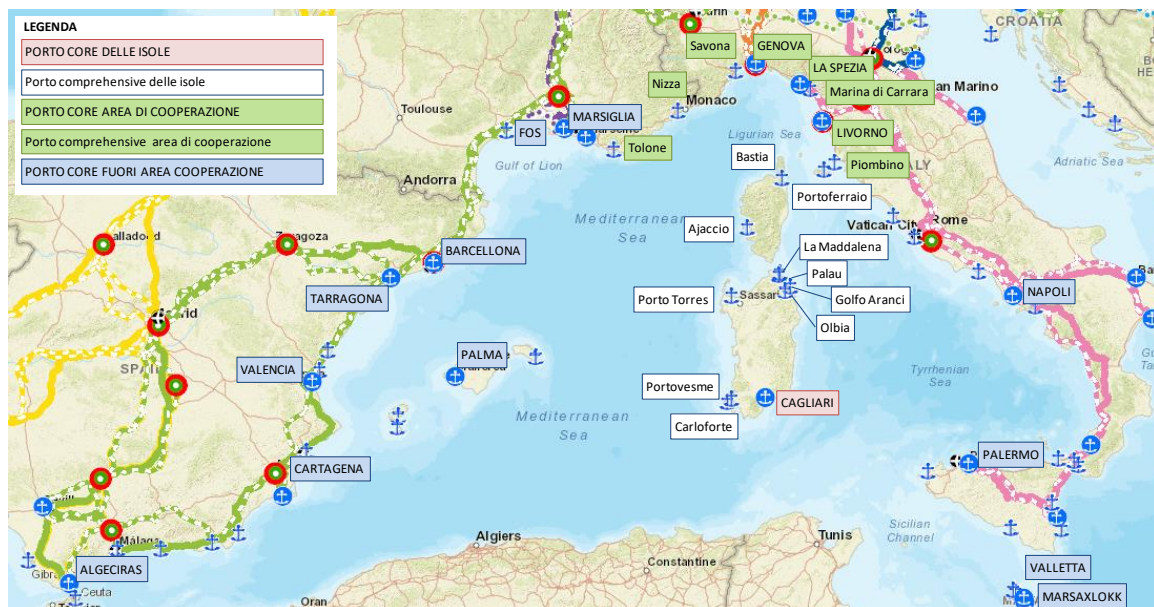 LEGENDA
PORTO CORE DELLE ISOLE
Porto comprehensive delle isole
PORTO CORE AREA DI COOPERAZIONE
Porto comprehensive area di cooperazione
PORTO CORE FUORI AREA COOPERAZIONE
CROATIA
Savona
GENOVA
LA SPEZIA
Marina di Carrara
Marino
Nizza
Monaco
Toulouse
MARSIGLIA
FOS
LIVORNO
Ligurian Sea
Tolone
Gulf of Lion
Bastia
Piombino
Adriatic Sea
Andorra
Portoferraio
Mediterranean
Sea
Ajaccio
Vatican City
Rome
La Maddalena
BARCELLONA
Palau
TARRAGONA
Porto Torres
Golfo Aranci
NAPOLI
Olbia
VALENCIA
PALMA
Tyrrhenian
Sea
Portovesme
CAGLIARI
Mediterranean
Sea
Carloforte
CARTAGENA
PALERMO
Málaga
Algiers
Tunis
Sicilian
Channel
Constantine
ALGECIRAS
VALLETTA
Ceuta
MARSAXLOKK
Oran